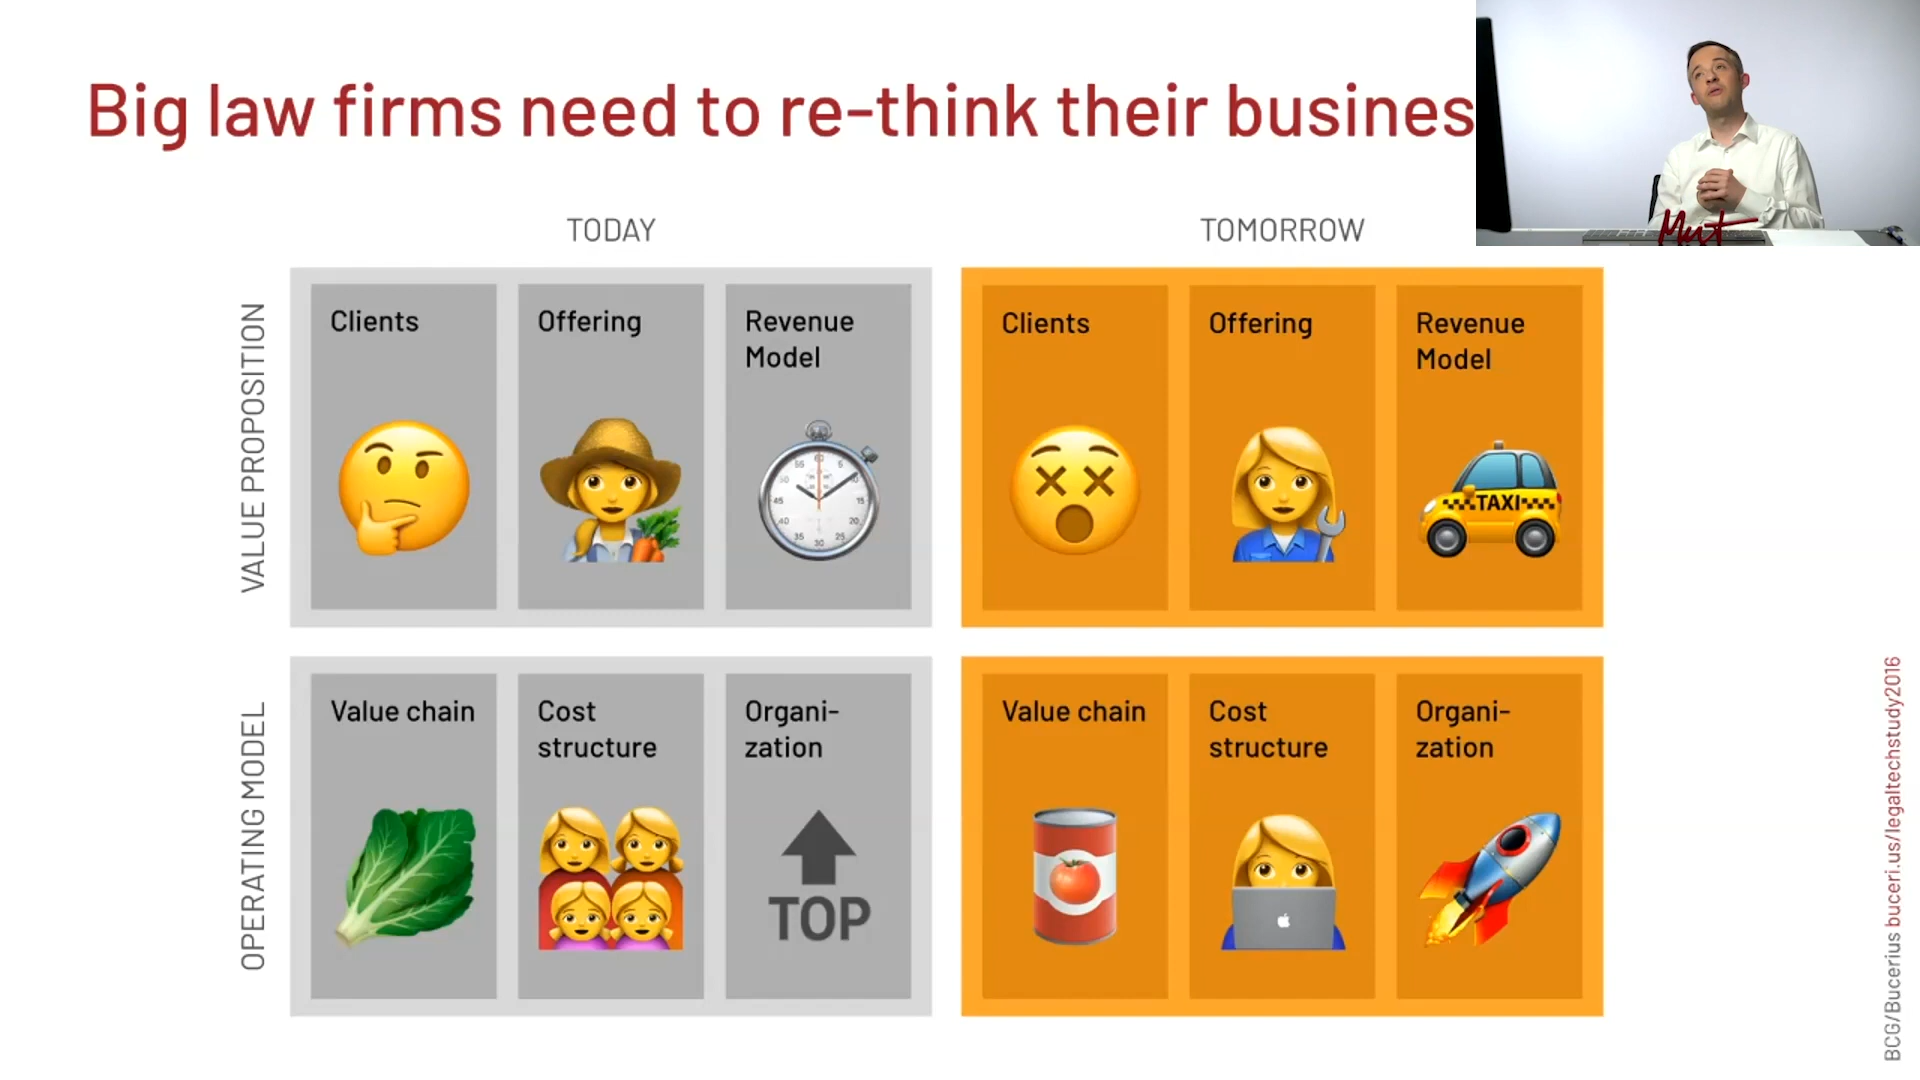 Big law firms need to re-think their busines
TODAY
TOMORROW
VALUE PROPOSITION
Clients
Offering
Revenue
Model
Clients
Offering
Revenue
Model
TAXI
OPERATING MODEL
Value chain
Cost
structure
Organi-
zation
TOP
Value chain
Cost
structure
Organi-
zation
BCG/Bucerius buceri.us/legaltechstudy2016
Mut